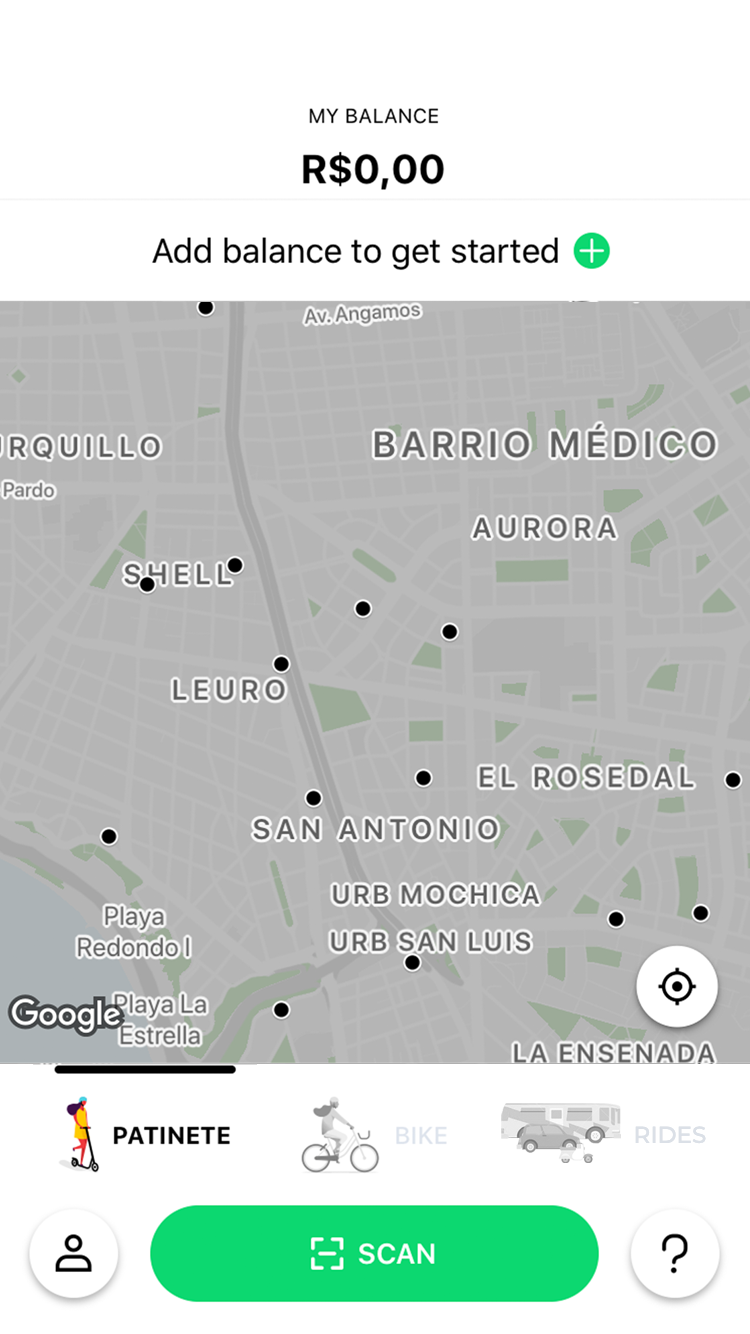 MY BALANCE
R$0,00
Add balance to get started
Av. Angamos
RQUILLO
BARRIO MÉDICO
Pardo
AURORA
SHELL
LEURO
EL ROSEDAL
SAN ANTONIO
URB MOCHICA
Playa
Redondo I
URB SAN LUIS
Google
Playa La
Estrella
LA ENSENADA
PATINETE
BIKE
RIDES
SCAN
?